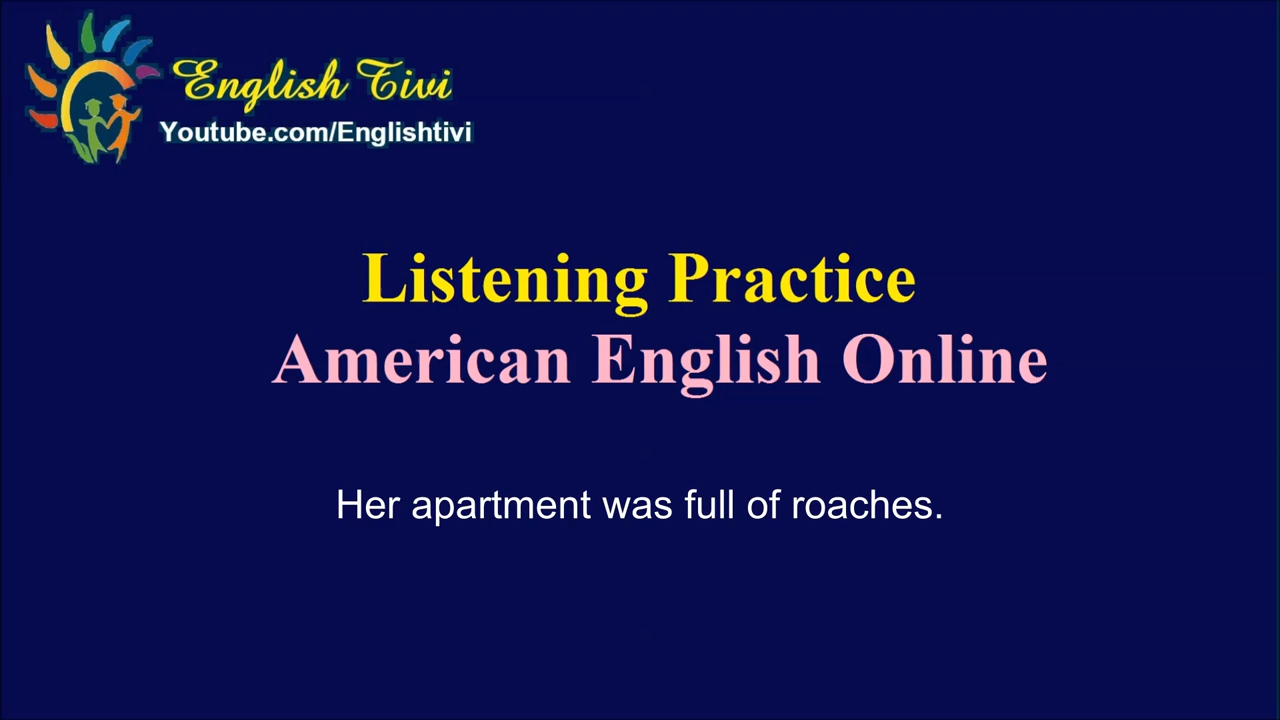 English Tivi
Youtube.com/Englishtivi
Listening Practice
American English Online
Her apartment was full of roaches.